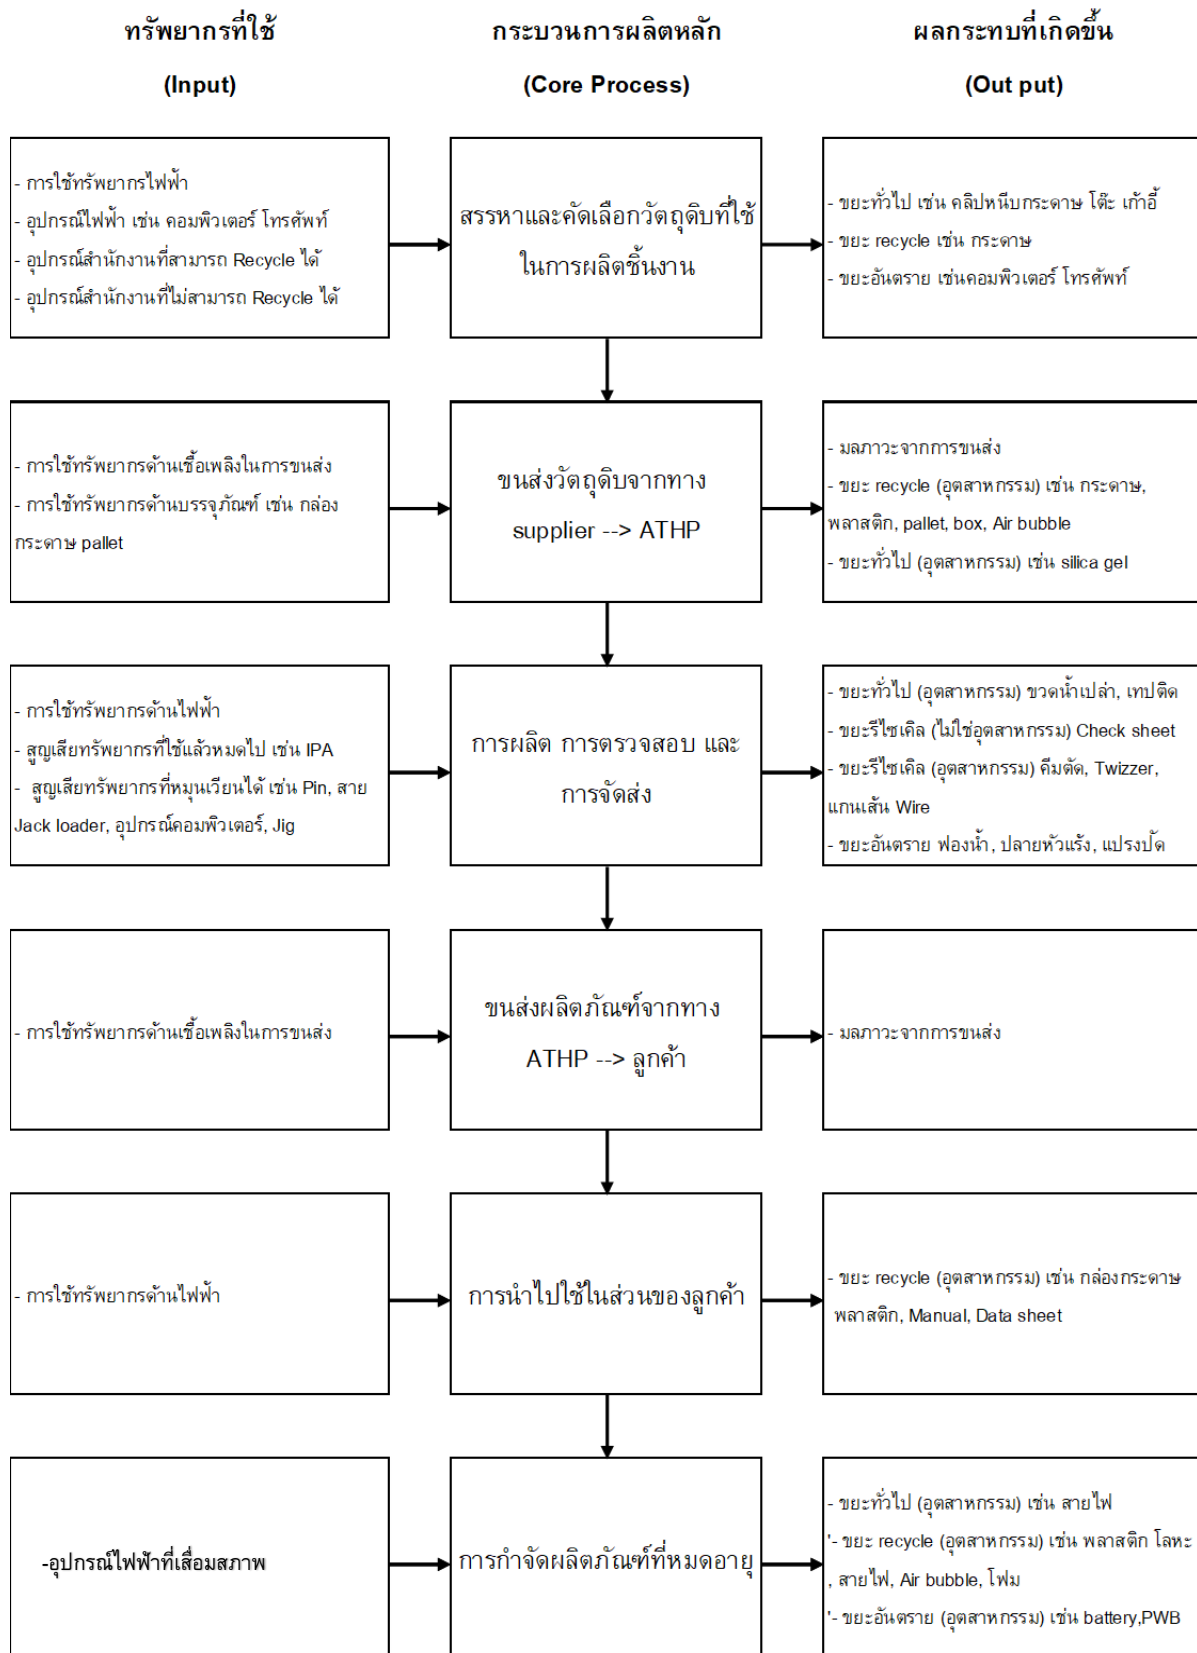 ทรัพยากรที่ใช้
(Input)
กระบวนการผลิตหลัก
(Core Process)
ผลกระทบที่เกิดขึ้น
(Out put)
- การใช้ทรัพยากรไฟฟ้า
- อุปกรณ์ไฟฟ้า เช่น คอมพิวเตอร์ โทรศัพท์
- อุปกรณ์สำนักงานที่สามารถ Recycle ได้
- อุปกรณ์สำนักงานที่ไม่สามารถ Recycle ได้
สรรหาและคัดเลือกวัตถุดิบที่ใช้
ในการผลิตชิ้นงาน
- ขยะทั่วไป เช่น คลิปหนีบกระดาษ โต๊ะ เก้าอี้
- ขยะ recycle เช่น กระดาษ
- ขยะอันตราย เช่นคอมพิวเตอร์ โทรศัพท์
- การใช้ทรัพยากรด้านเชื้อเพลิงในการขนส่ง
- การใช้ทรัพยากรด้านบรรจุภัณฑ์ เช่น กล่อง
กระดาษ pallet
ขนส่งวัตถุดิบจากทาง
supplier --> ATHP
- มลภาวะจากการขนส่ง
- ขยะ recycle (อุตสาหกรรม) เช่น กระดาษ,
พลาสติก, pallet, box, Air bubble
- ขยะทั่วไป (อุตสาหกรรม) เช่น silica gel
- การใช้ทรัพยากรด้านไฟฟ้า
- สูญเสียทรัพยากรที่ใช้แล้วหมดไป เช่น IPA
- สูญเสียทรัพยากรที่หมุนเวียนได้ เช่น Pin, สาย
Jack loader, อุปกรณ์คอมพิวเตอร์, Jig
การผลิต การตรวจสอบ และ
การจัดส่ง
- ขยะทั่วไป (อุตสาหกรรม) ขวดน้ำเปล่า, เทปติด
- ขยะรีไซเคิล (ไม่ใช่อุตสาหกรรม) Check sheet
- ขยะรีไซเคิล (อุตสาหกรรม) คีมตัด, Twizzer,
แกนเส้น Wire
- ขยะอันตราย ฟองน้ำ, ปลายหัวแร้ง, แปรงปัด
- การใช้ทรัพยากรด้านเชื้อเพลิงในการขนส่ง
ขนส่งผลิตภัณฑ์จากทาง
ATHP --> ลูกค้า
- มลภาวะจากการขนส่ง
- การใช้ทรัพยากรด้านไฟฟ้า
การนำไปใช้ในส่วนของลูกค้า
- ขยะ recycle (อุตสาหกรรม) เช่น กล่องกระดาษ
พลาสติก, Manual, Data sheet
-อุปกรณ์ไฟฟ้าที่เสื่อมสภาพ
การกำจัดผลิตภัณฑ์ที่หมดอายุ
- ขยะทั่วไป (อุตสาหกรรม) เช่น สายไฟ
'- ขยะ recycle (อุตสาหกรรม) เช่น พลาสติก โลหะ
, สายไฟ, Air bubble, โฟม
'- ขยะอันตราย (อุตสาหกรรม) เช่น battery,PWB